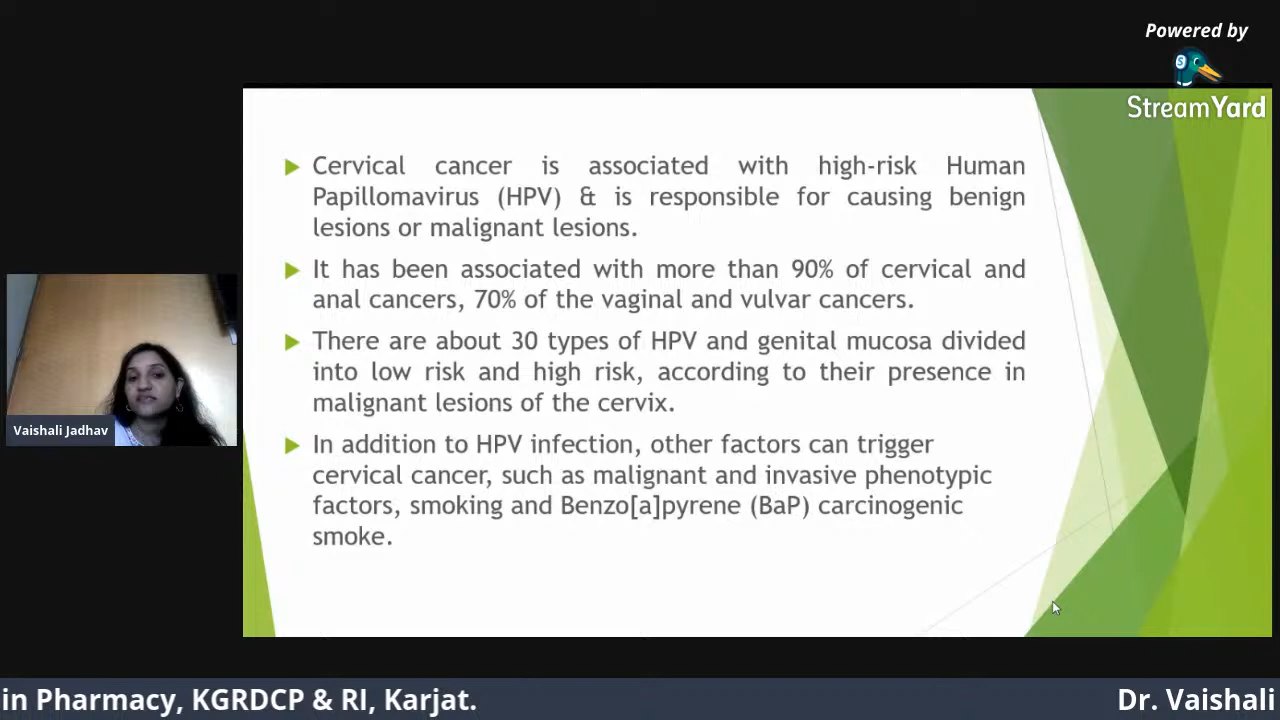 Powered by
StreamYard
Cervical cancer is associated with high-risk Human
Papillomavirus (HPV) & is responsible for causing benign
lesions or malignant lesions.
It has been associated with more than 90% of cervical and
anal cancers, 70% of the vaginal and vulvar cancers.
There are about 30 types of HPV and genital mucosa divided
into low risk and high risk, according to their presence in
malignant lesions of the cervix.
In addition to HPV infection, other factors can trigger
cervical cancer, such as malignant and invasive phenotypic
factors, smoking and Benzo[a]pyrene (BaP) carcinogenic
smoke.
Vaishali Jadhav
in Pharmacy, KGRDCP & RI, Karjat. Dr. Vaishali